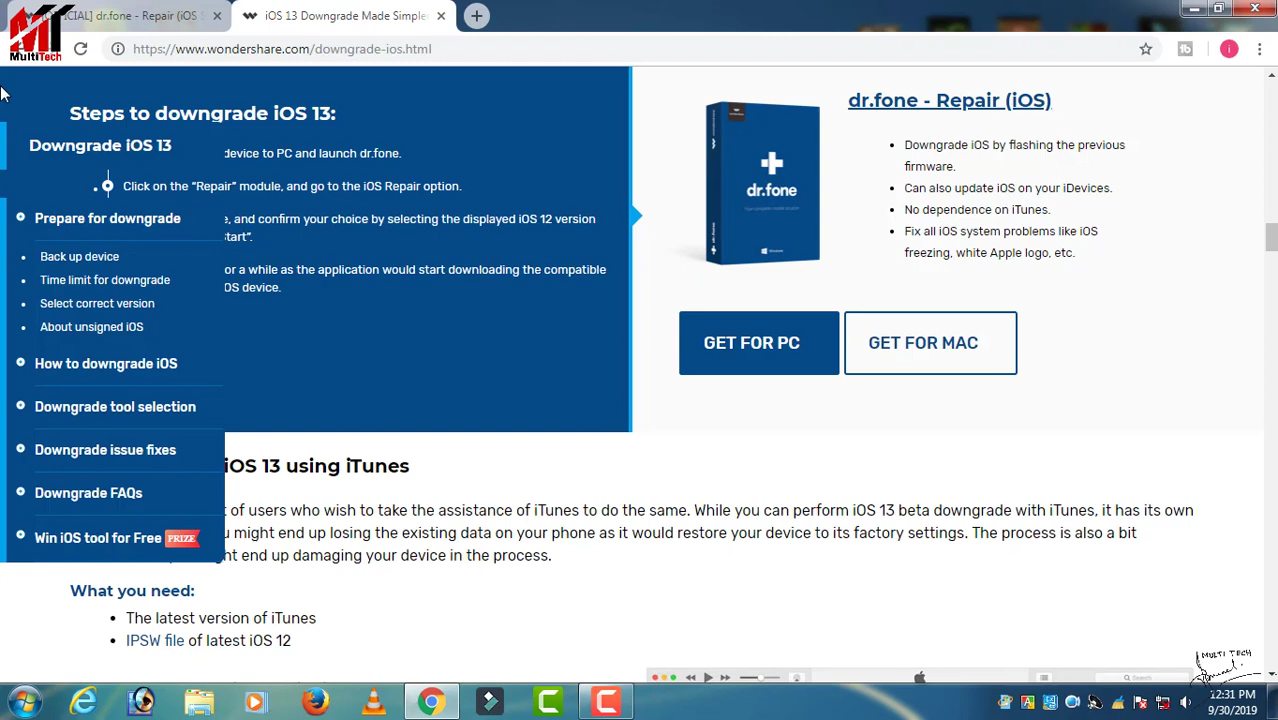 MT
MultiTech
ICIAL] dr.fone - Repair (iOS S
iOS 13 Downgrade Made Simple
https://www.wondershare.com/downgrade-ios.html
Steps to downgrade iOS 13:
Downgrade iOS 13
device to PC and launch dr.fone.
Click on the “Repair” module, and go to the iOS Repair option.
Prepare for downgrade
e, and confirm your choice by selecting the displayed iOS 12 version
start”.
Back up device
or a while as the application would start downloading the compatible
Time limit for downgrade
OS device.
Select correct version
About unsigned iOS
How to downgrade iOS
Downgrade tool selection
Downgrade issue fixes
Downgrade FAQs
Win iOS tool for Free PRIZE
dr.fone - Repair (iOS)
Downgrade iOS by flashing the previous
firmware.
Can also update iOS on your iDevices.
No dependence on iTunes.
Fix all iOS system problems like iOS
freezing, white Apple logo, etc.
dr.fone
Windows
GET FOR PC
GET FOR MAC
iOS 13 using iTunes
t of users who wish to take the assistance of iTunes to do the same. While you can perform iOS 13 beta downgrade with iTunes, it has its own
u might end up losing the existing data on your phone as it would restore your device to its factory settings. The process is also a bit
ght end up damaging your device in the process.
What you need:
The latest version of iTunes
IPSW file of latest iOS 12
Search
MULTI TECH
12:31 PM
9/30/2019